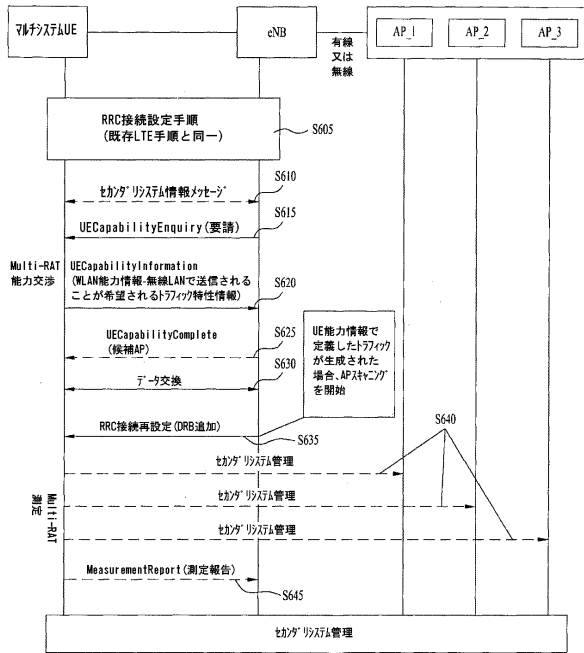 マルチシステムUE
eNB
有線
又は
無線
AP_1
AP_2
AP_3
RRC接続設定手順
(既存LTE手順と同一)
S605
セカンダリシステム情報メッセージ
S610
UECapabilityEnquiry(要請)
S615
Multi-RAT
能力交渉
UECapabilityInformation
(WLAN能力情報-無線LANで送信される
ことが希望されるトラフィック特性情報)
S620
UECapabilityComplete
(候補AP)
S625
データ交換
S630
UE能力情報で
定義したトラフィック
が生成された
場合、APスキャニング
を開始
RRC接続再設定(DRB追加)
S635
S640
セカンダリシステム管理
セカンダリシステム管理
セカンダリシステム管理
Multi-RAT
測定
MeasurementReport(測定報告)
S645
セカンダリシステム管理